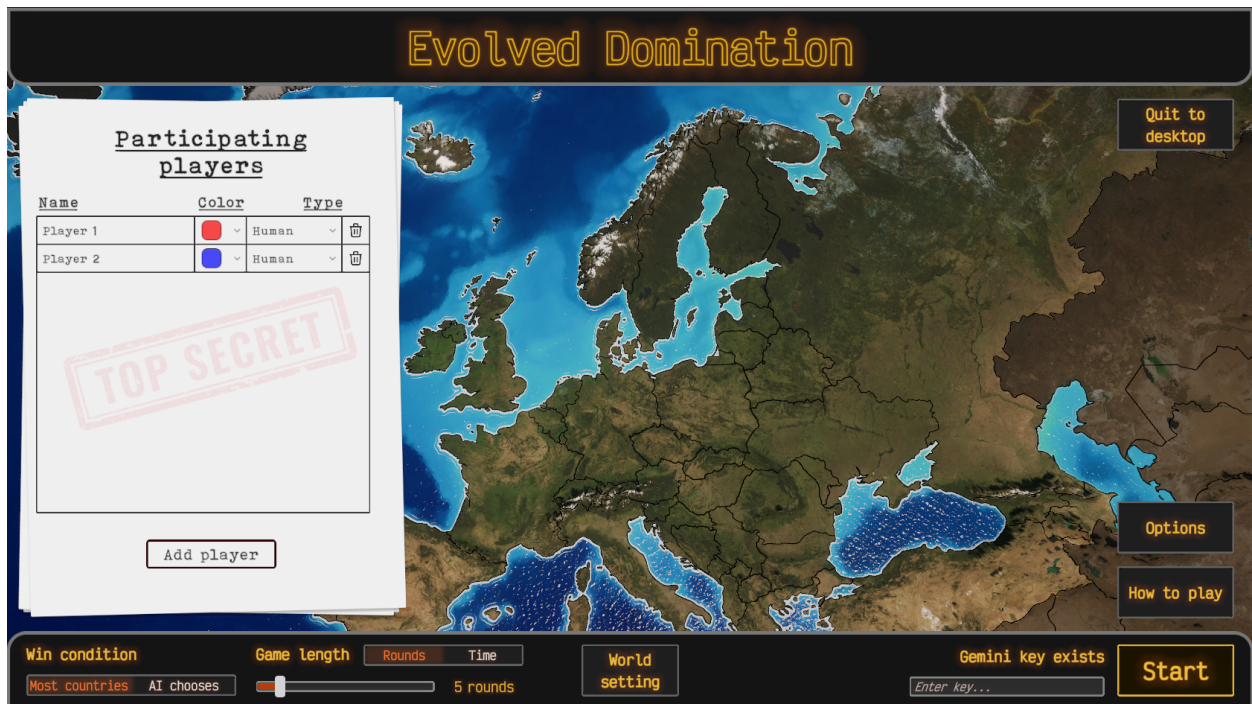 Evolved Domination
Participating
players
Name Color Type
Player 1 Human
Player 2 Human
TOP SECRET
Add player
Quit to
desktop
Options
How to play
Win condition
Most countries AI chooses
Game length Rounds Time
5 rounds
World
setting
Gemini key exists
Enter key...
Start